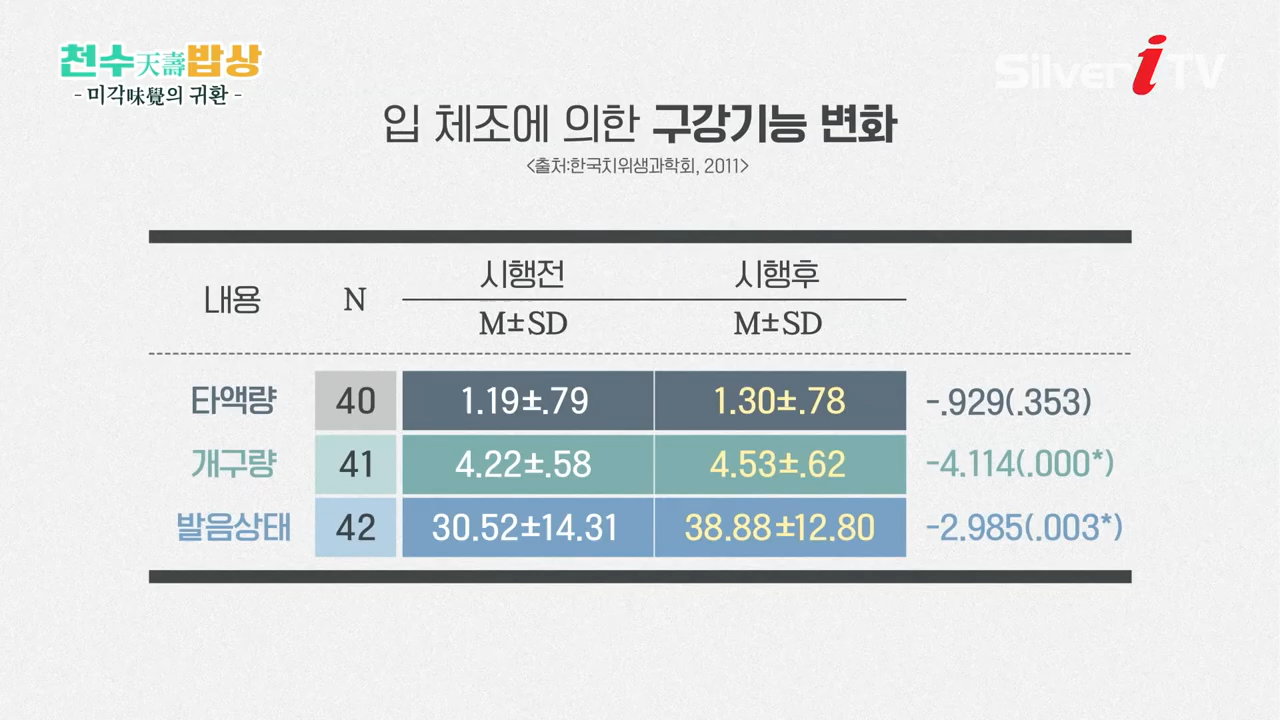 천수天壽밥상
- 미각味覺의 귀환 -
Silver i TV
입 체조에 의한 구강기능 변화
<출처:한국치위생과학회, 2011>
내용 N 시행전 시행후
M±SD M±SD
타액량 40 1.19±.79 1.30±.78 -.929(.353)
개구량 41 4.22±.58 4.53±.62 -4.114(.000*)
발음상태 42 30.52±14.31 38.88±12.80 -2.985(.003*)